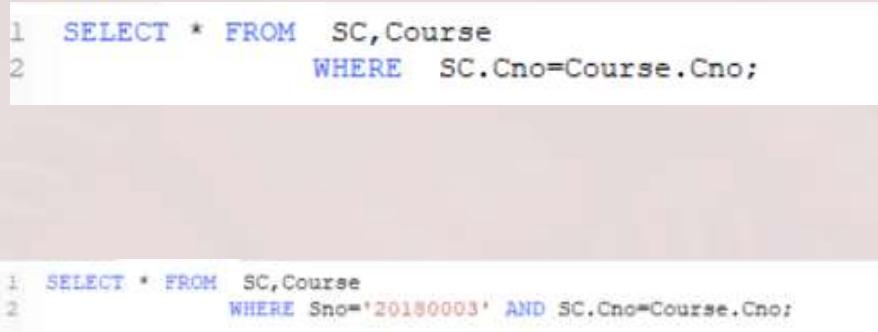 1 SELECT * FROM SC,Course
2 WHERE SC.Cno=Course.Cno;
1 SELECT * FROM SC,Course
2 WHERE Sno='20180003' AND SC.Cno=Course.Cno;